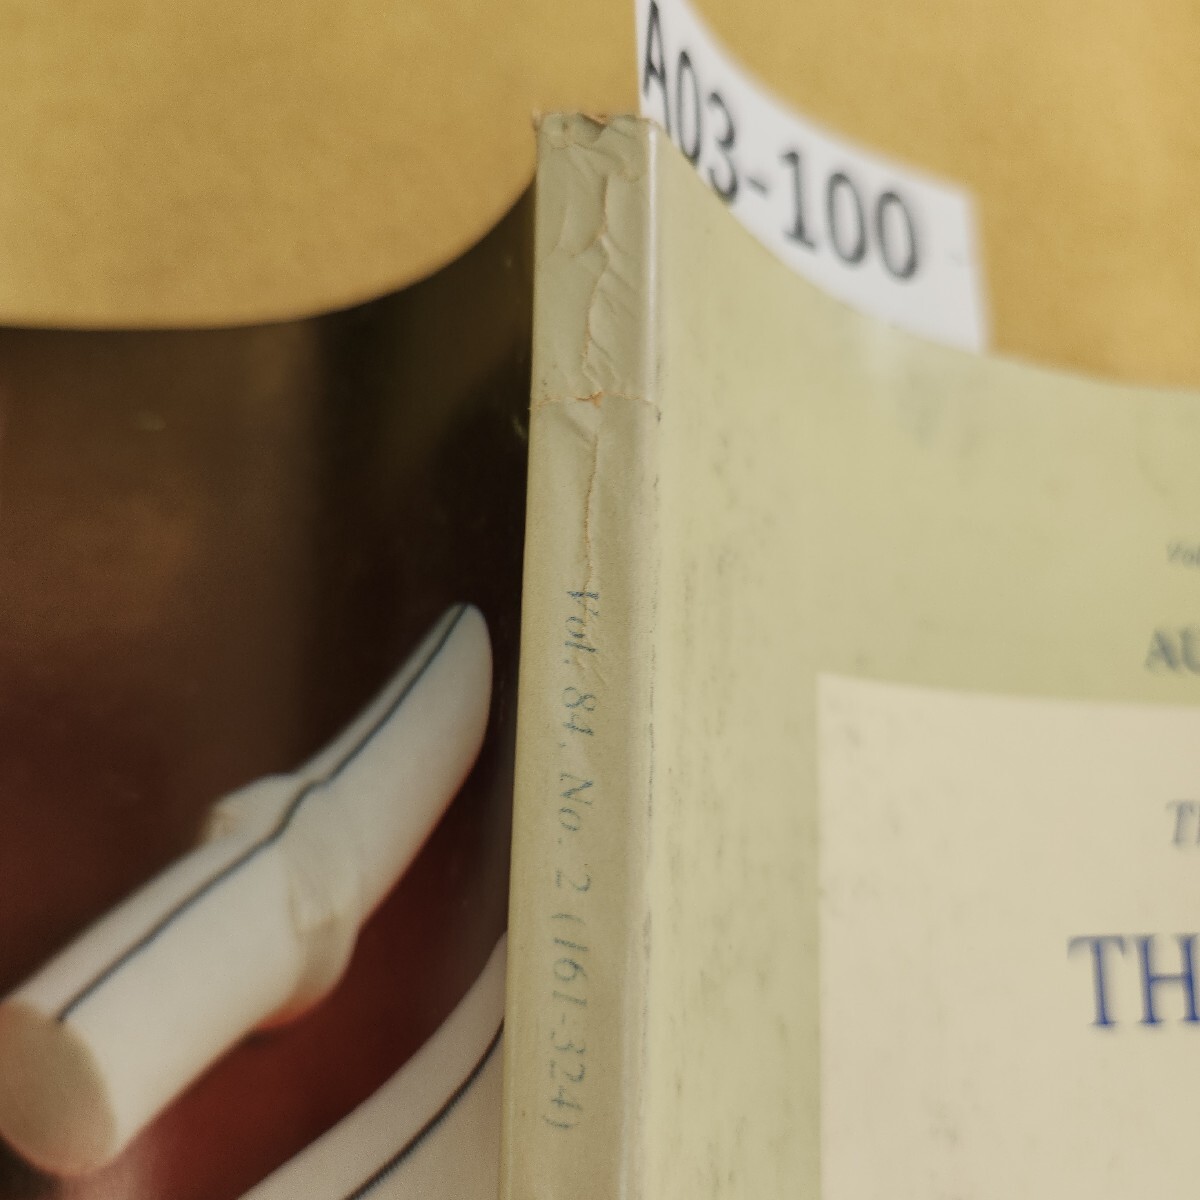 A03-100
Vol. 84, No. 2 (161-324)
AU
TH